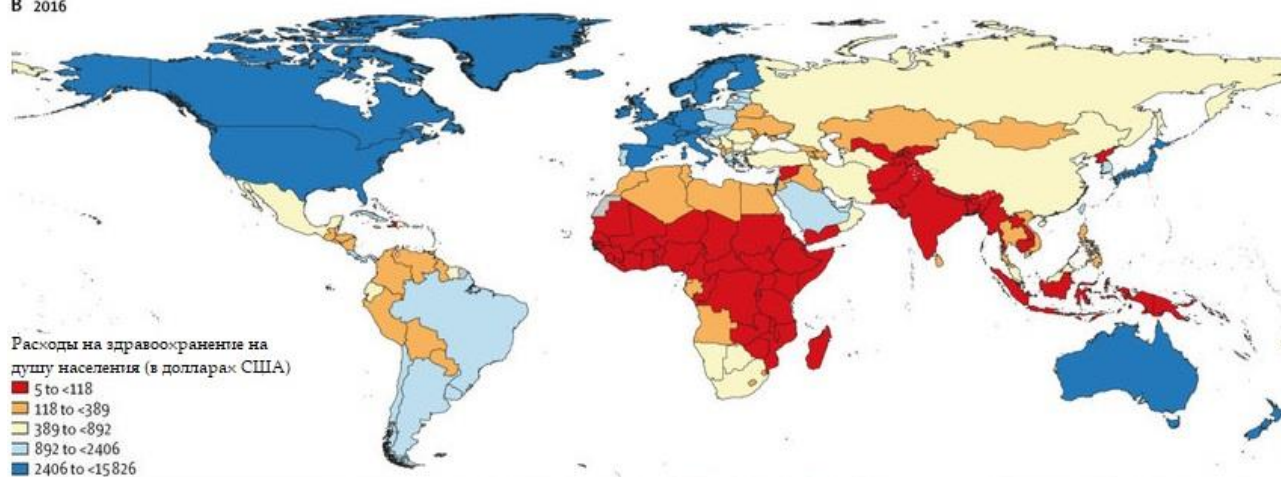 B 2016
Расходы на здравоохранение на
душу населения (в долларах США)
5 to <118
118 to <389
389 to <892
892 to <2406
2406 to <15826